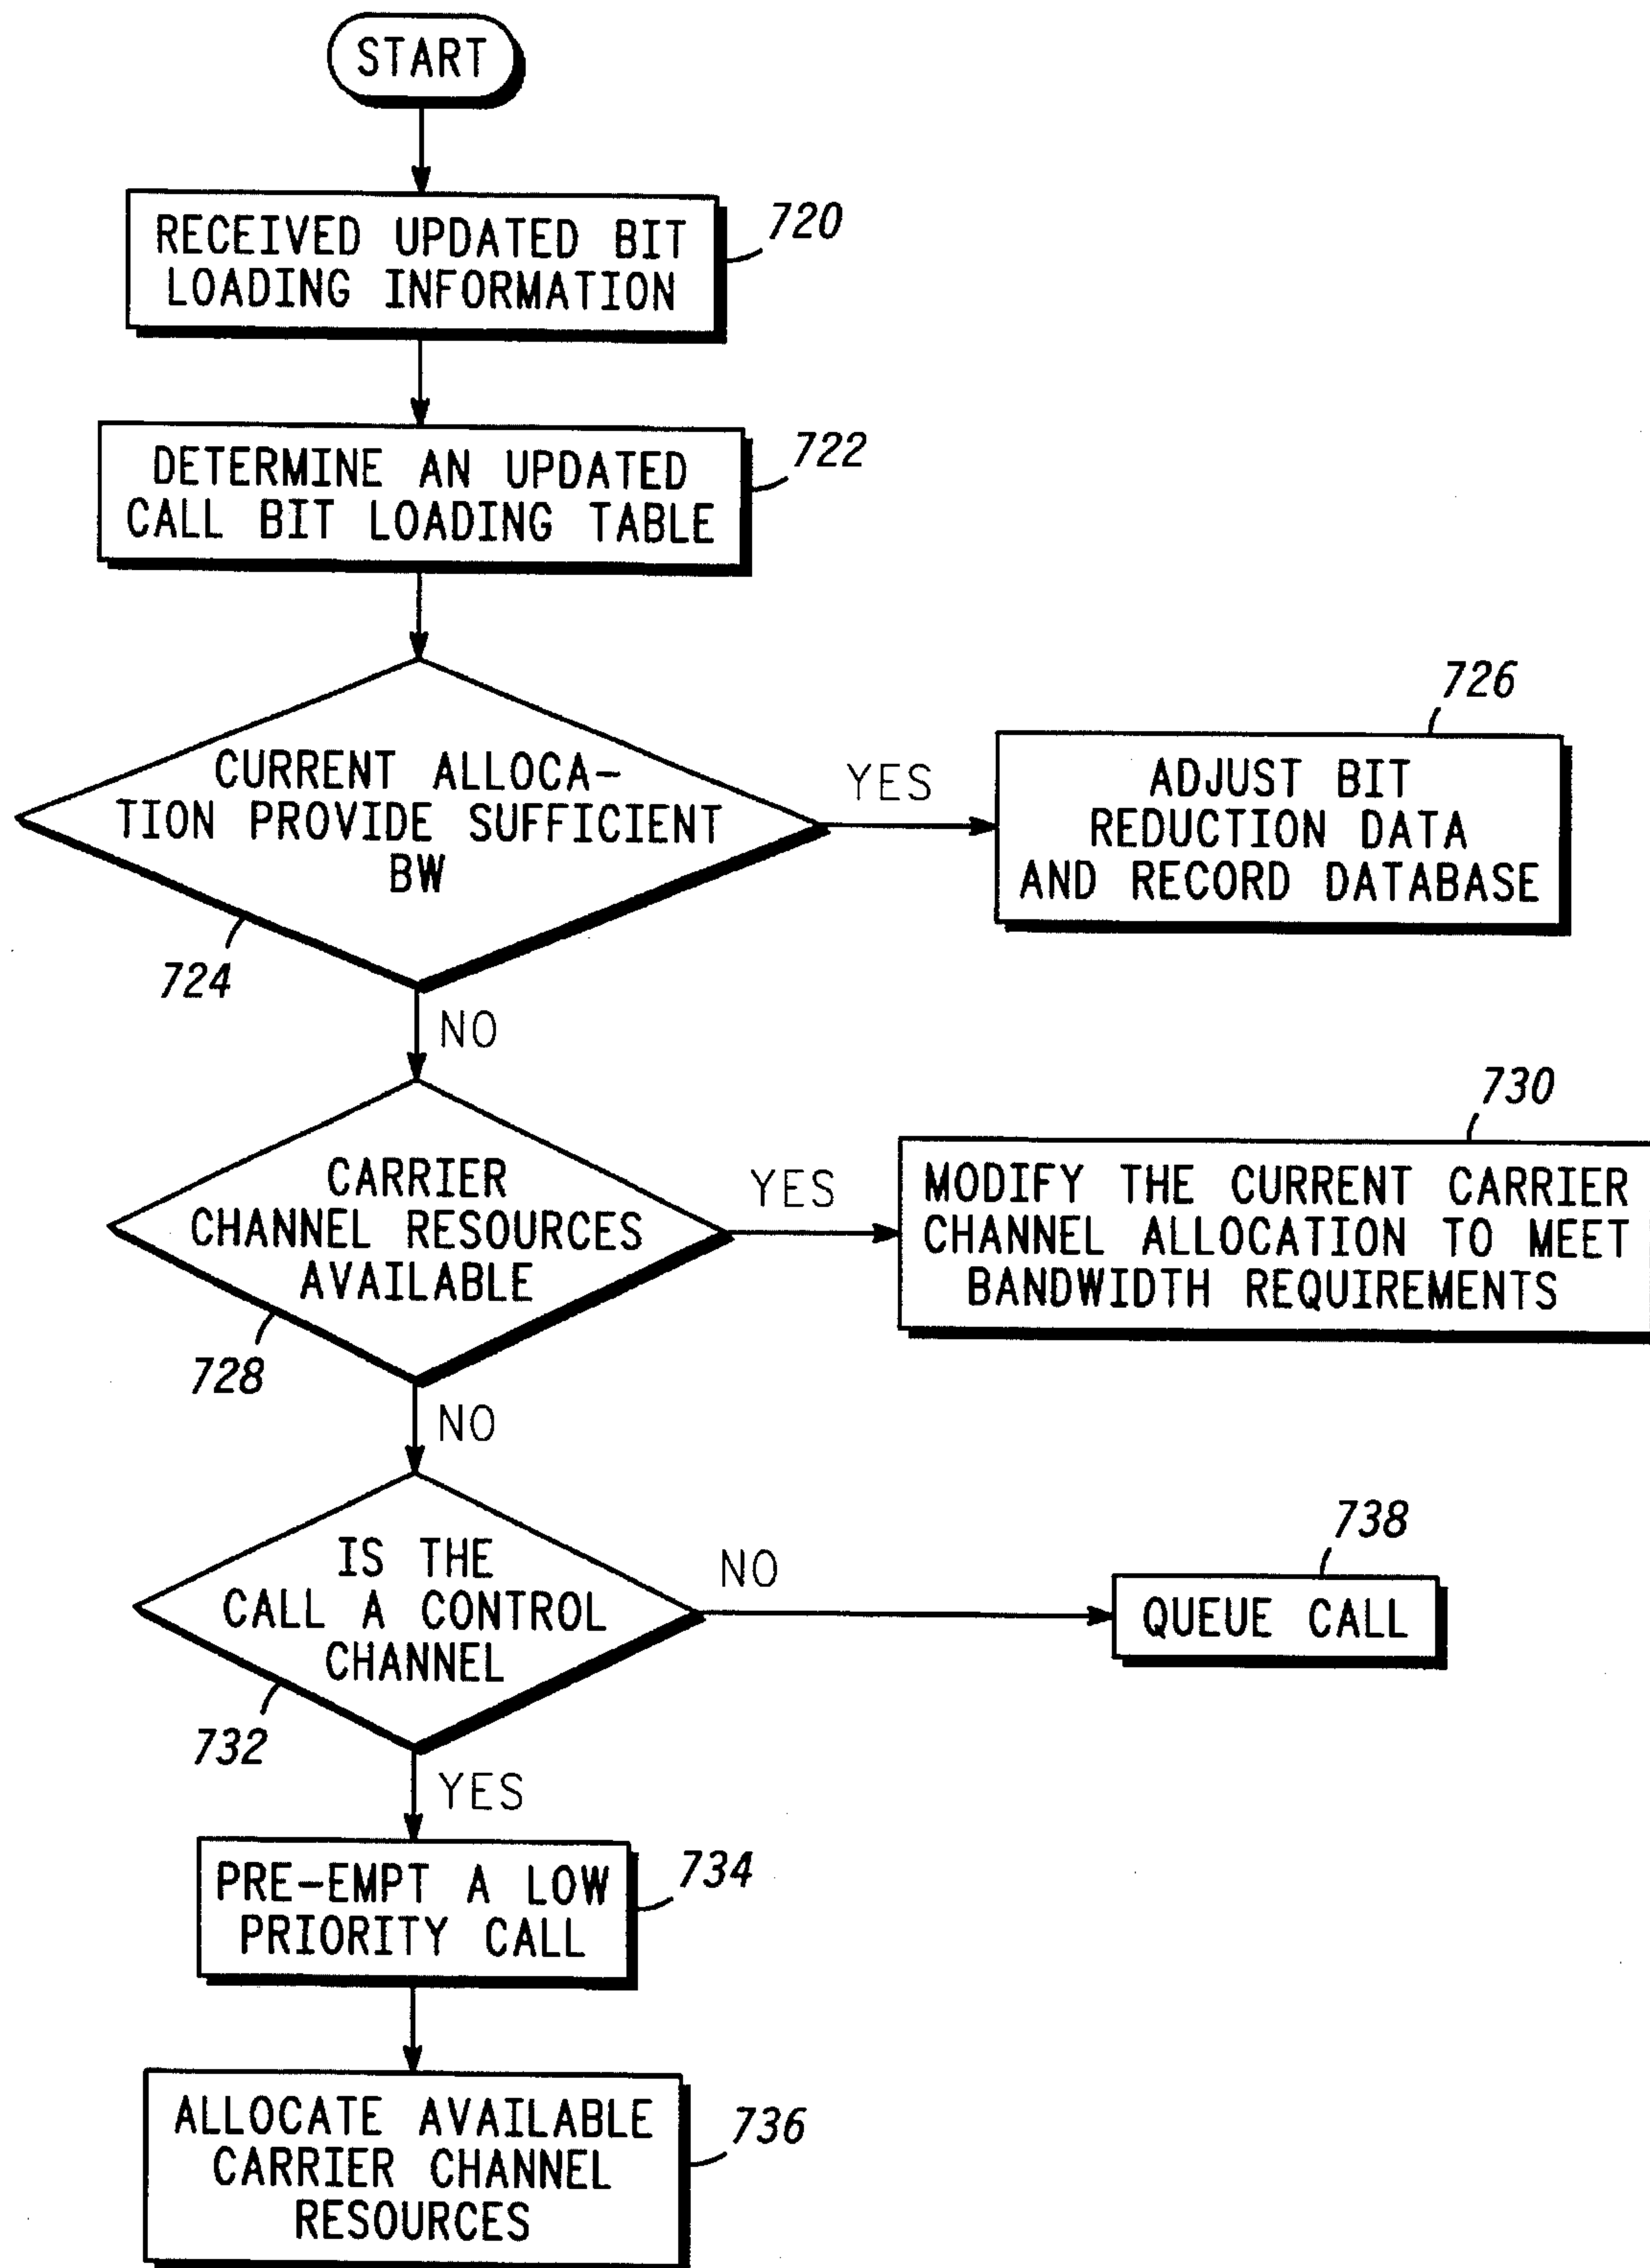 START
RECEIVED UPDATED BIT
LOADING INFORMATION
720
DETERMINE AN UPDATED
CALL BIT LOADING TABLE
722
CURRENT ALLOCA-
TION PROVIDE SUFFICIENT
BW
724
YES
726
ADJUST BIT
REDUCTION DATA
AND RECORD DATABASE
NO
CARRIER
CHANNEL RESOURCES
AVAILABLE
728
YES
730
MODIFY THE CURRENT CARRIER
CHANNEL ALLOCATION TO MEET
BANDWIDTH REQUIREMENTS
NO
IS THE
CALL A CONTROL
CHANNEL
732
NO
738
QUEUE CALL
YES
PRE-EMPT A LOW
PRIORITY CALL
734
ALLOCATE AVAILABLE
CARRIER CHANNEL
RESOURCES
736